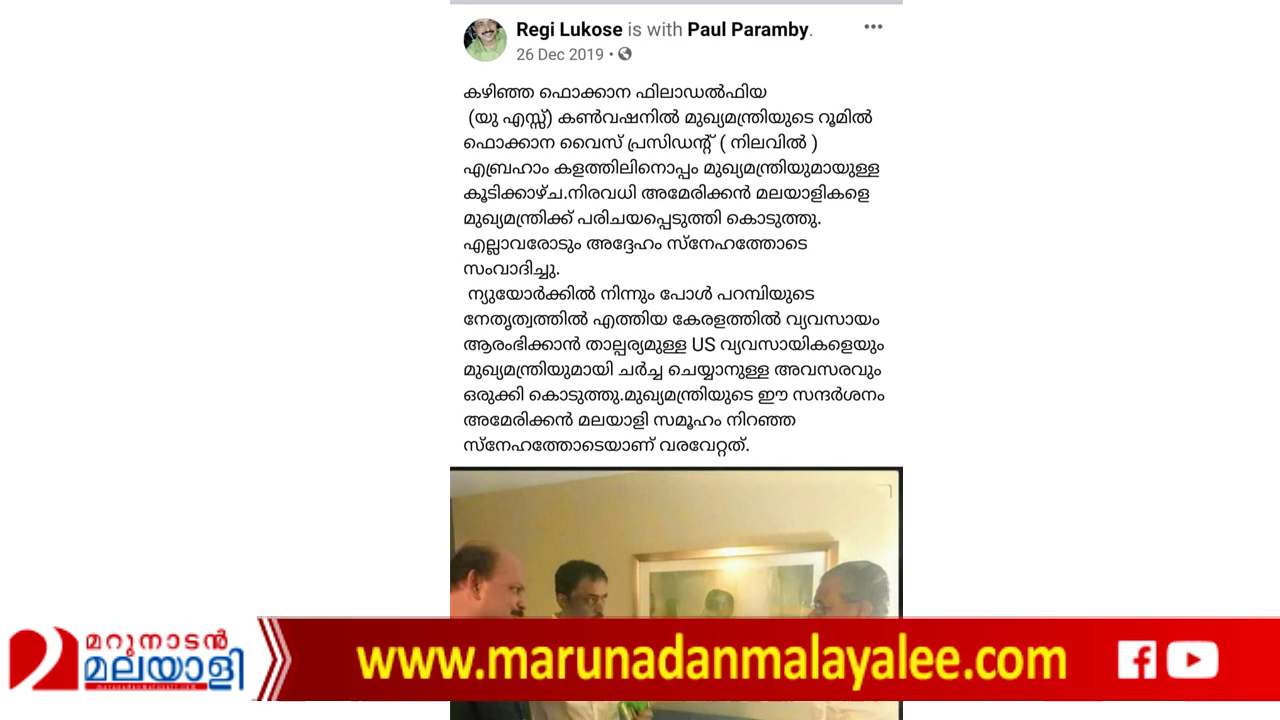 Regi Lukose is with Paul Paramby.
26 Dec 2019 •
കഴിഞ്ഞ ഫൊക്കാന ഫിലാഡൽഫിയ
(യു എസ്സ്) കൺവഷനിൽ മുഖ്യമന്ത്രിയുടെ റൂമിൽ
ഫൊക്കാന വൈസ് പ്രസിഡന്റ് ( നിലവിൽ )
എബ്രഹാം കളത്തിലിനൊപ്പം മുഖ്യമന്ത്രിയുമായുള്ള
കൂടിക്കാഴ്ച.നിരവധി അമേരിക്കൻ മലയാളികളെ
മുഖ്യമന്ത്രിക്ക് പരിചയപ്പെടുത്തി കൊടുത്തു.
എല്ലാവരോടും അദ്ദേഹം സ്നേഹത്തോടെ
സംവാദിച്ചു.
ന്യുയോർക്കിൽ നിന്നും പോൾ പറമ്പിയുടെ
നേതൃത്വത്തിൽ എത്തിയ കേരളത്തിൽ വ്യവസായം
ആരംഭിക്കാൻ താല്പര്യമുള്ള US വ്യവസായികളെയും
മുഖ്യമന്ത്രിയുമായി ചർച്ച ചെയ്യാനുള്ള അവസരവും
ഒരുക്കി കൊടുത്തു.മുഖ്യമന്ത്രിയുടെ ഈ സന്ദർശനം
അമേരിക്കൻ മലയാളി സമൂഹം നിറഞ്ഞ
സ്നേഹത്തോടെയാണ് വരവേറ്റത്.
മറുനാടൻ
മലയാളി
marunadanmalayali.com
www.marunadanmalayalee.com